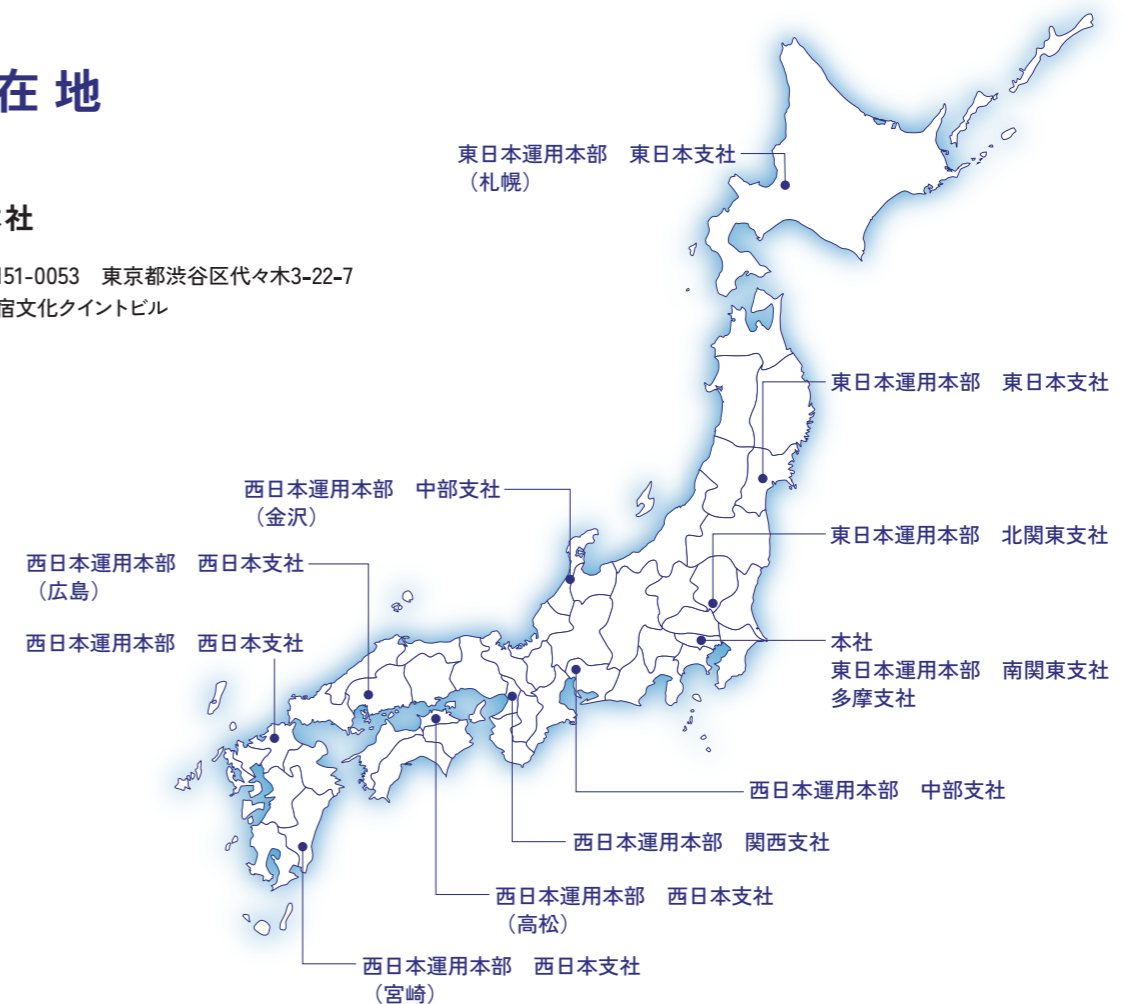 在地
社
151-0053　東京都渋谷区代々木3-22-7
宿文化クイントビル
東日本運用本部　東日本支社
（札幌）
東日本運用本部　東日本支社
西日本運用本部　中部支社
（金沢）
東日本運用本部　北関東支社
西日本運用本部　西日本支社
（広島）
西日本運用本部　西日本支社
本社
東日本運用本部　南関東支社
多摩支社
西日本運用本部　中部支社
西日本運用本部　関西支社
西日本運用本部　西日本支社
（高松）
西日本運用本部　西日本支社
（宮崎）